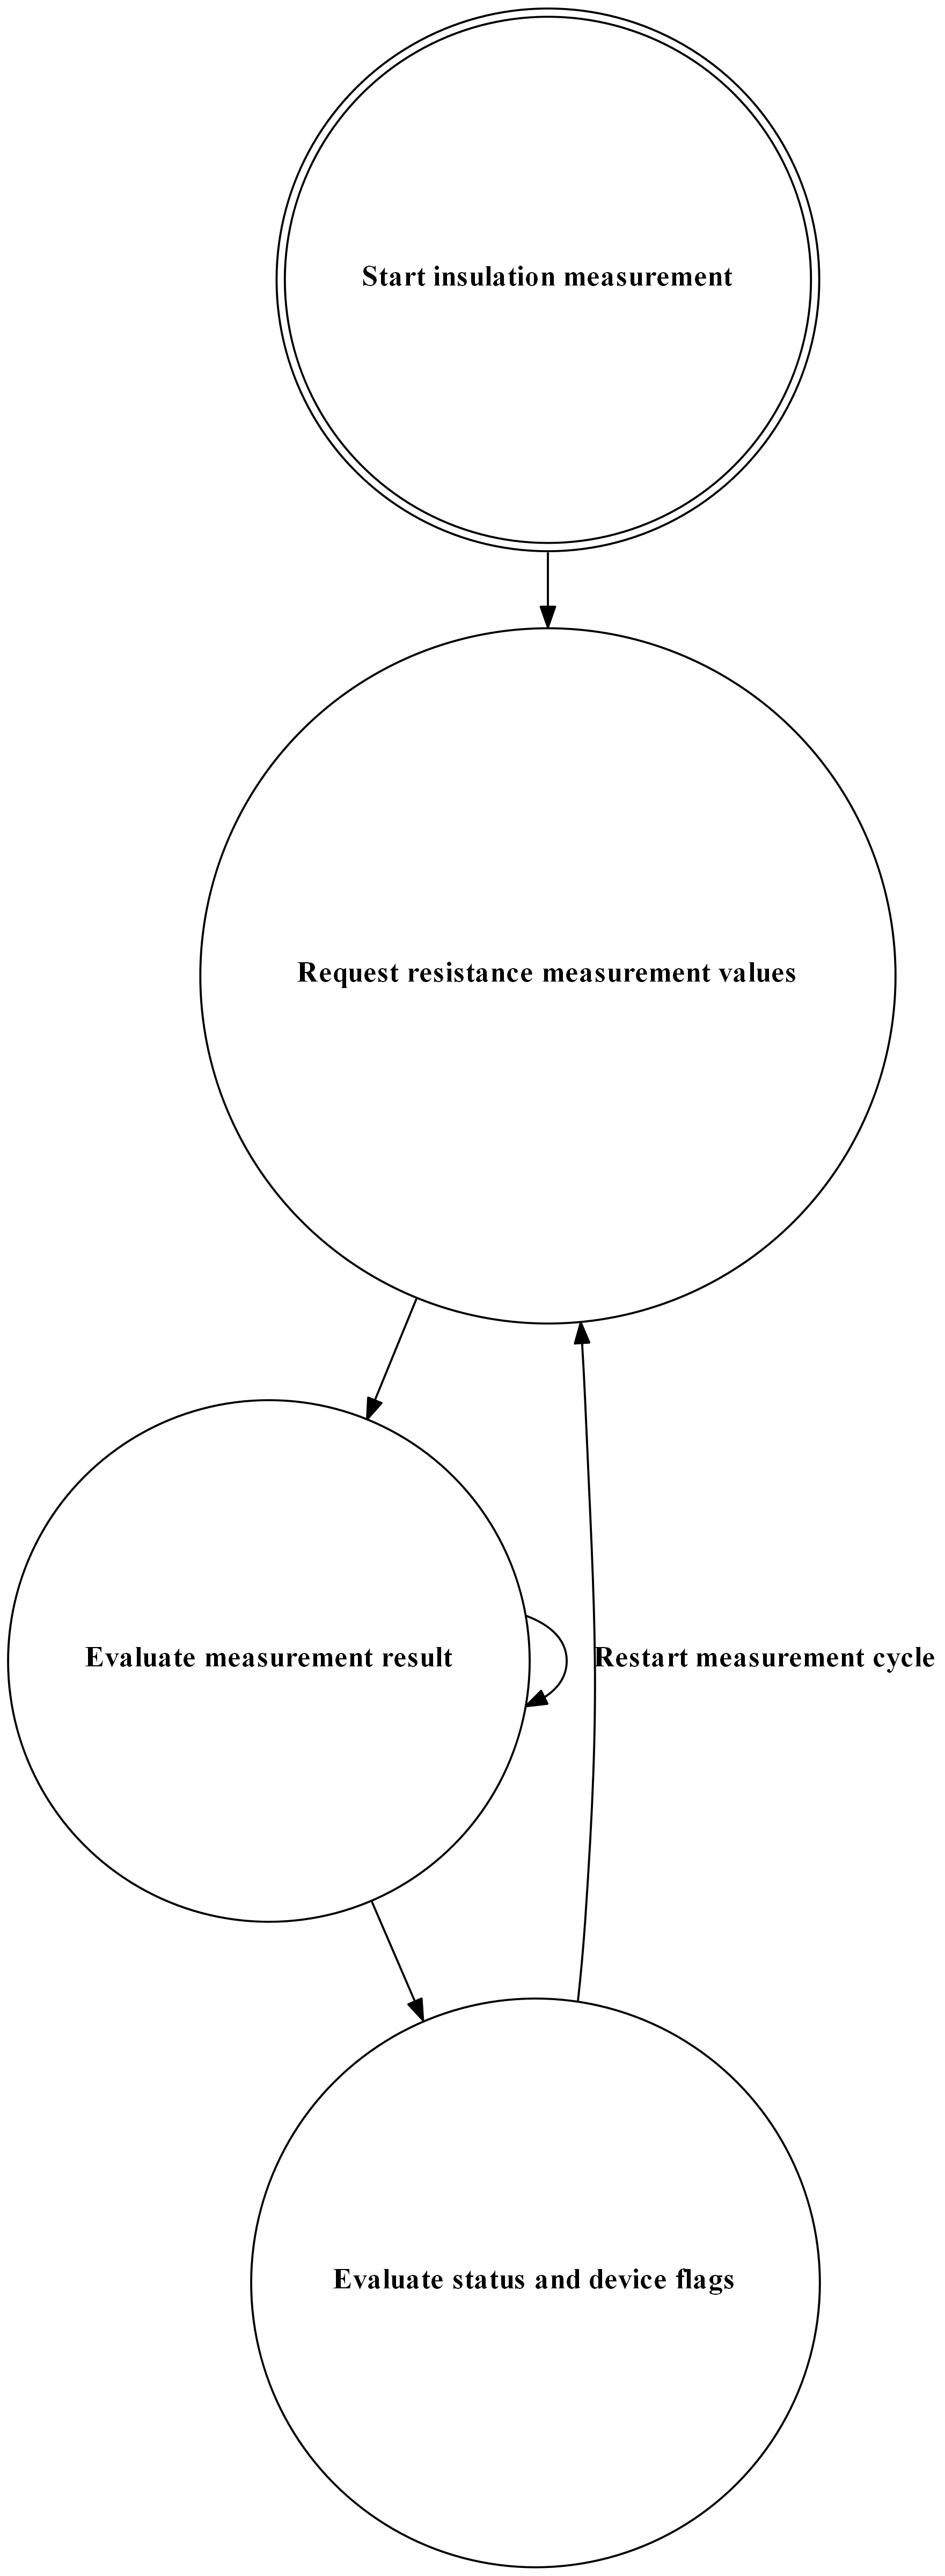 Start insulation measurement
Request resistance measurement values
Evaluate measurement result
Restart measurement cycle
Evaluate status and device flags